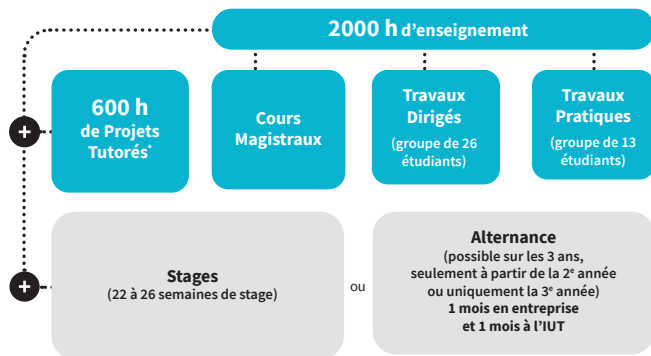 2000 h d'enseignement
+
600 h
de Projets
Tutorés*
Cours
Magistraux
Travaux
Dirigés
(groupe de 26
étudiants)
Travaux
Pratiques
(groupe de 13
étudiants)
+
Stages
(22 à 26 semaines de stage)
ou
Alternance
(possible sur les 3 ans,
seulement à partir de la 2e année
ou uniquement la 3e année)
1 mois en entreprise
et 1 mois à l'IUT